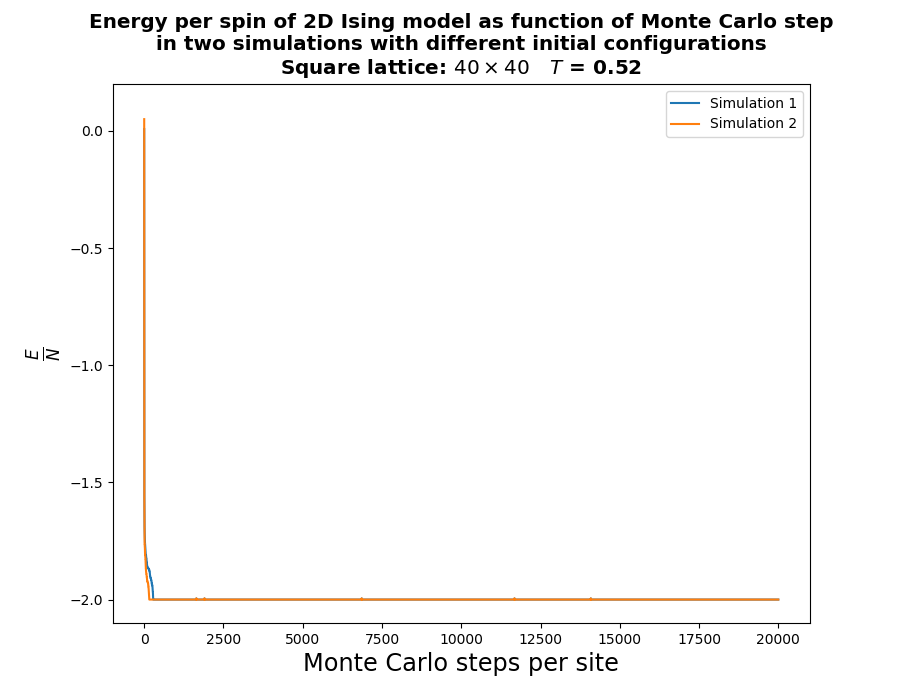 Energy per spin of 2D Ising model as function of Monte Carlo step
in two simulations with different initial configurations
Square lattice: 40 × 40 T = 0.52
Simulation 1
Simulation 2
0.0
−0.5
−1.0
−1.5
−2.0
E/N
0 2500 5000 7500 10000 12500 15000 17500 20000
Monte Carlo steps per site